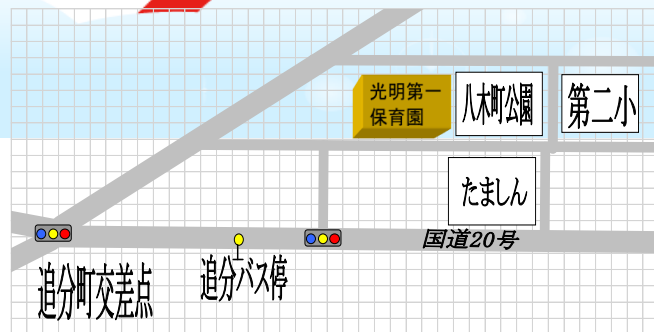 光明第一
保育園
八木町公園
第二小
たましん
国道20号
追分バス停
追分町交差点